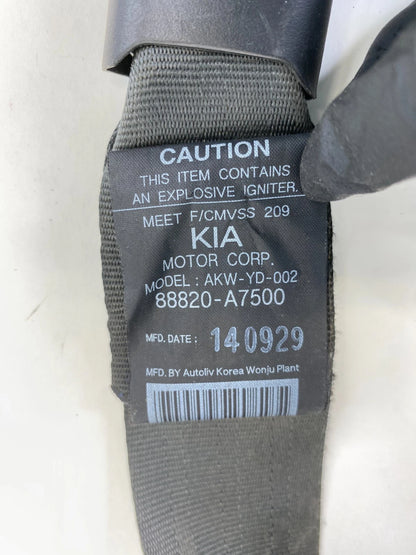 CAUTION
THIS ITEM CONTAINS
AN EXPLOSIVE IGNITER.
MEET F/CMVSS 209
KIA
MOTOR CORP.
MODEL : AKW-YD-002
88820-A7500
MFD. DATE : 140929
MFD. BY Autoliv Korea Wonju Plant